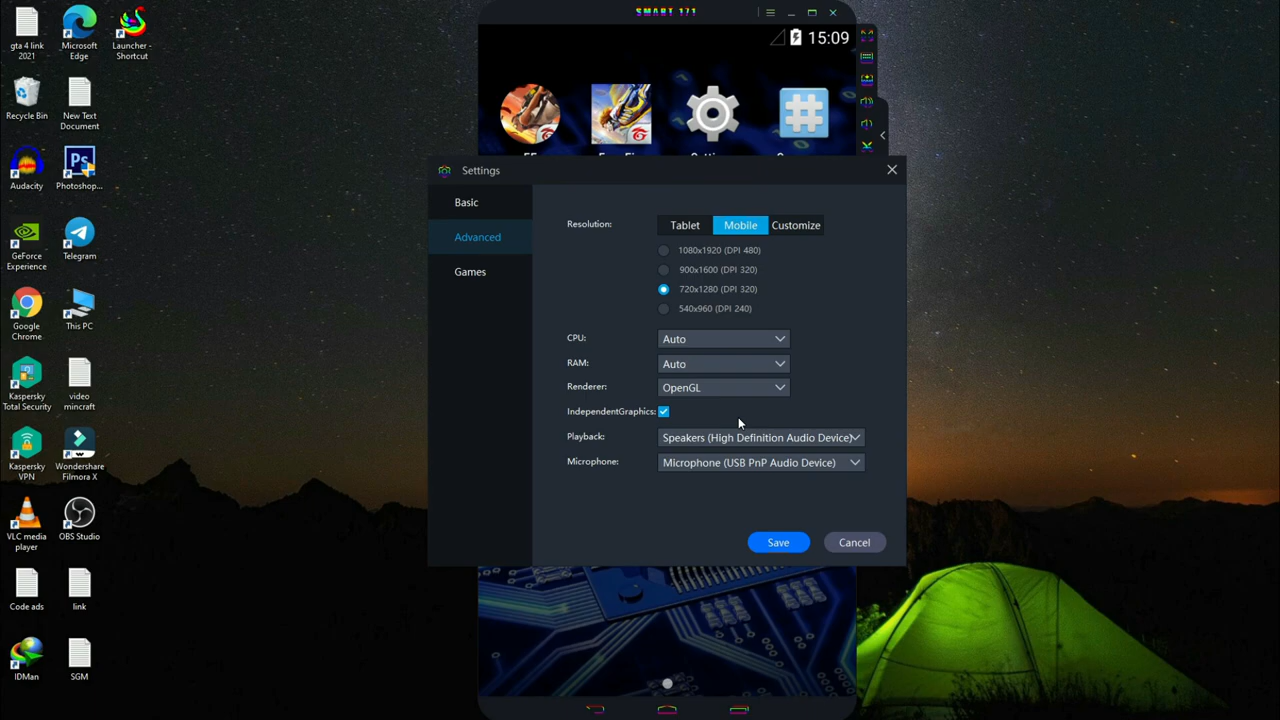 gta 4 link
2021
Microsoft
Edge
Launcher -
Shortcut
Recycle Bin
New Text
Document
Audacity
Photoshop...
GeForce
Experience
Telegram
Google
Chrome
This PC
Kaspersky
Total Security
video
mincraft
Kaspersky
VPN
Wondershare
Filmora X
VLC media
player
OBS Studio
Code ads
link
IDMan
SGM
SMART 171
15:09
Settings
Basic
Advanced
Games
Resolution:
Tablet
Mobile
Customize
1080x1920 (DPI 480)
900x1600 (DPI 320)
720x1280 (DPI 320)
540x960 (DPI 240)
CPU:
Auto
RAM:
Auto
Renderer:
OpenGL
IndependentGraphics:
Playback:
Speakers (High Definition Audio Device)
Microphone:
Microphone (USB PnP Audio Device)
Save
Cancel